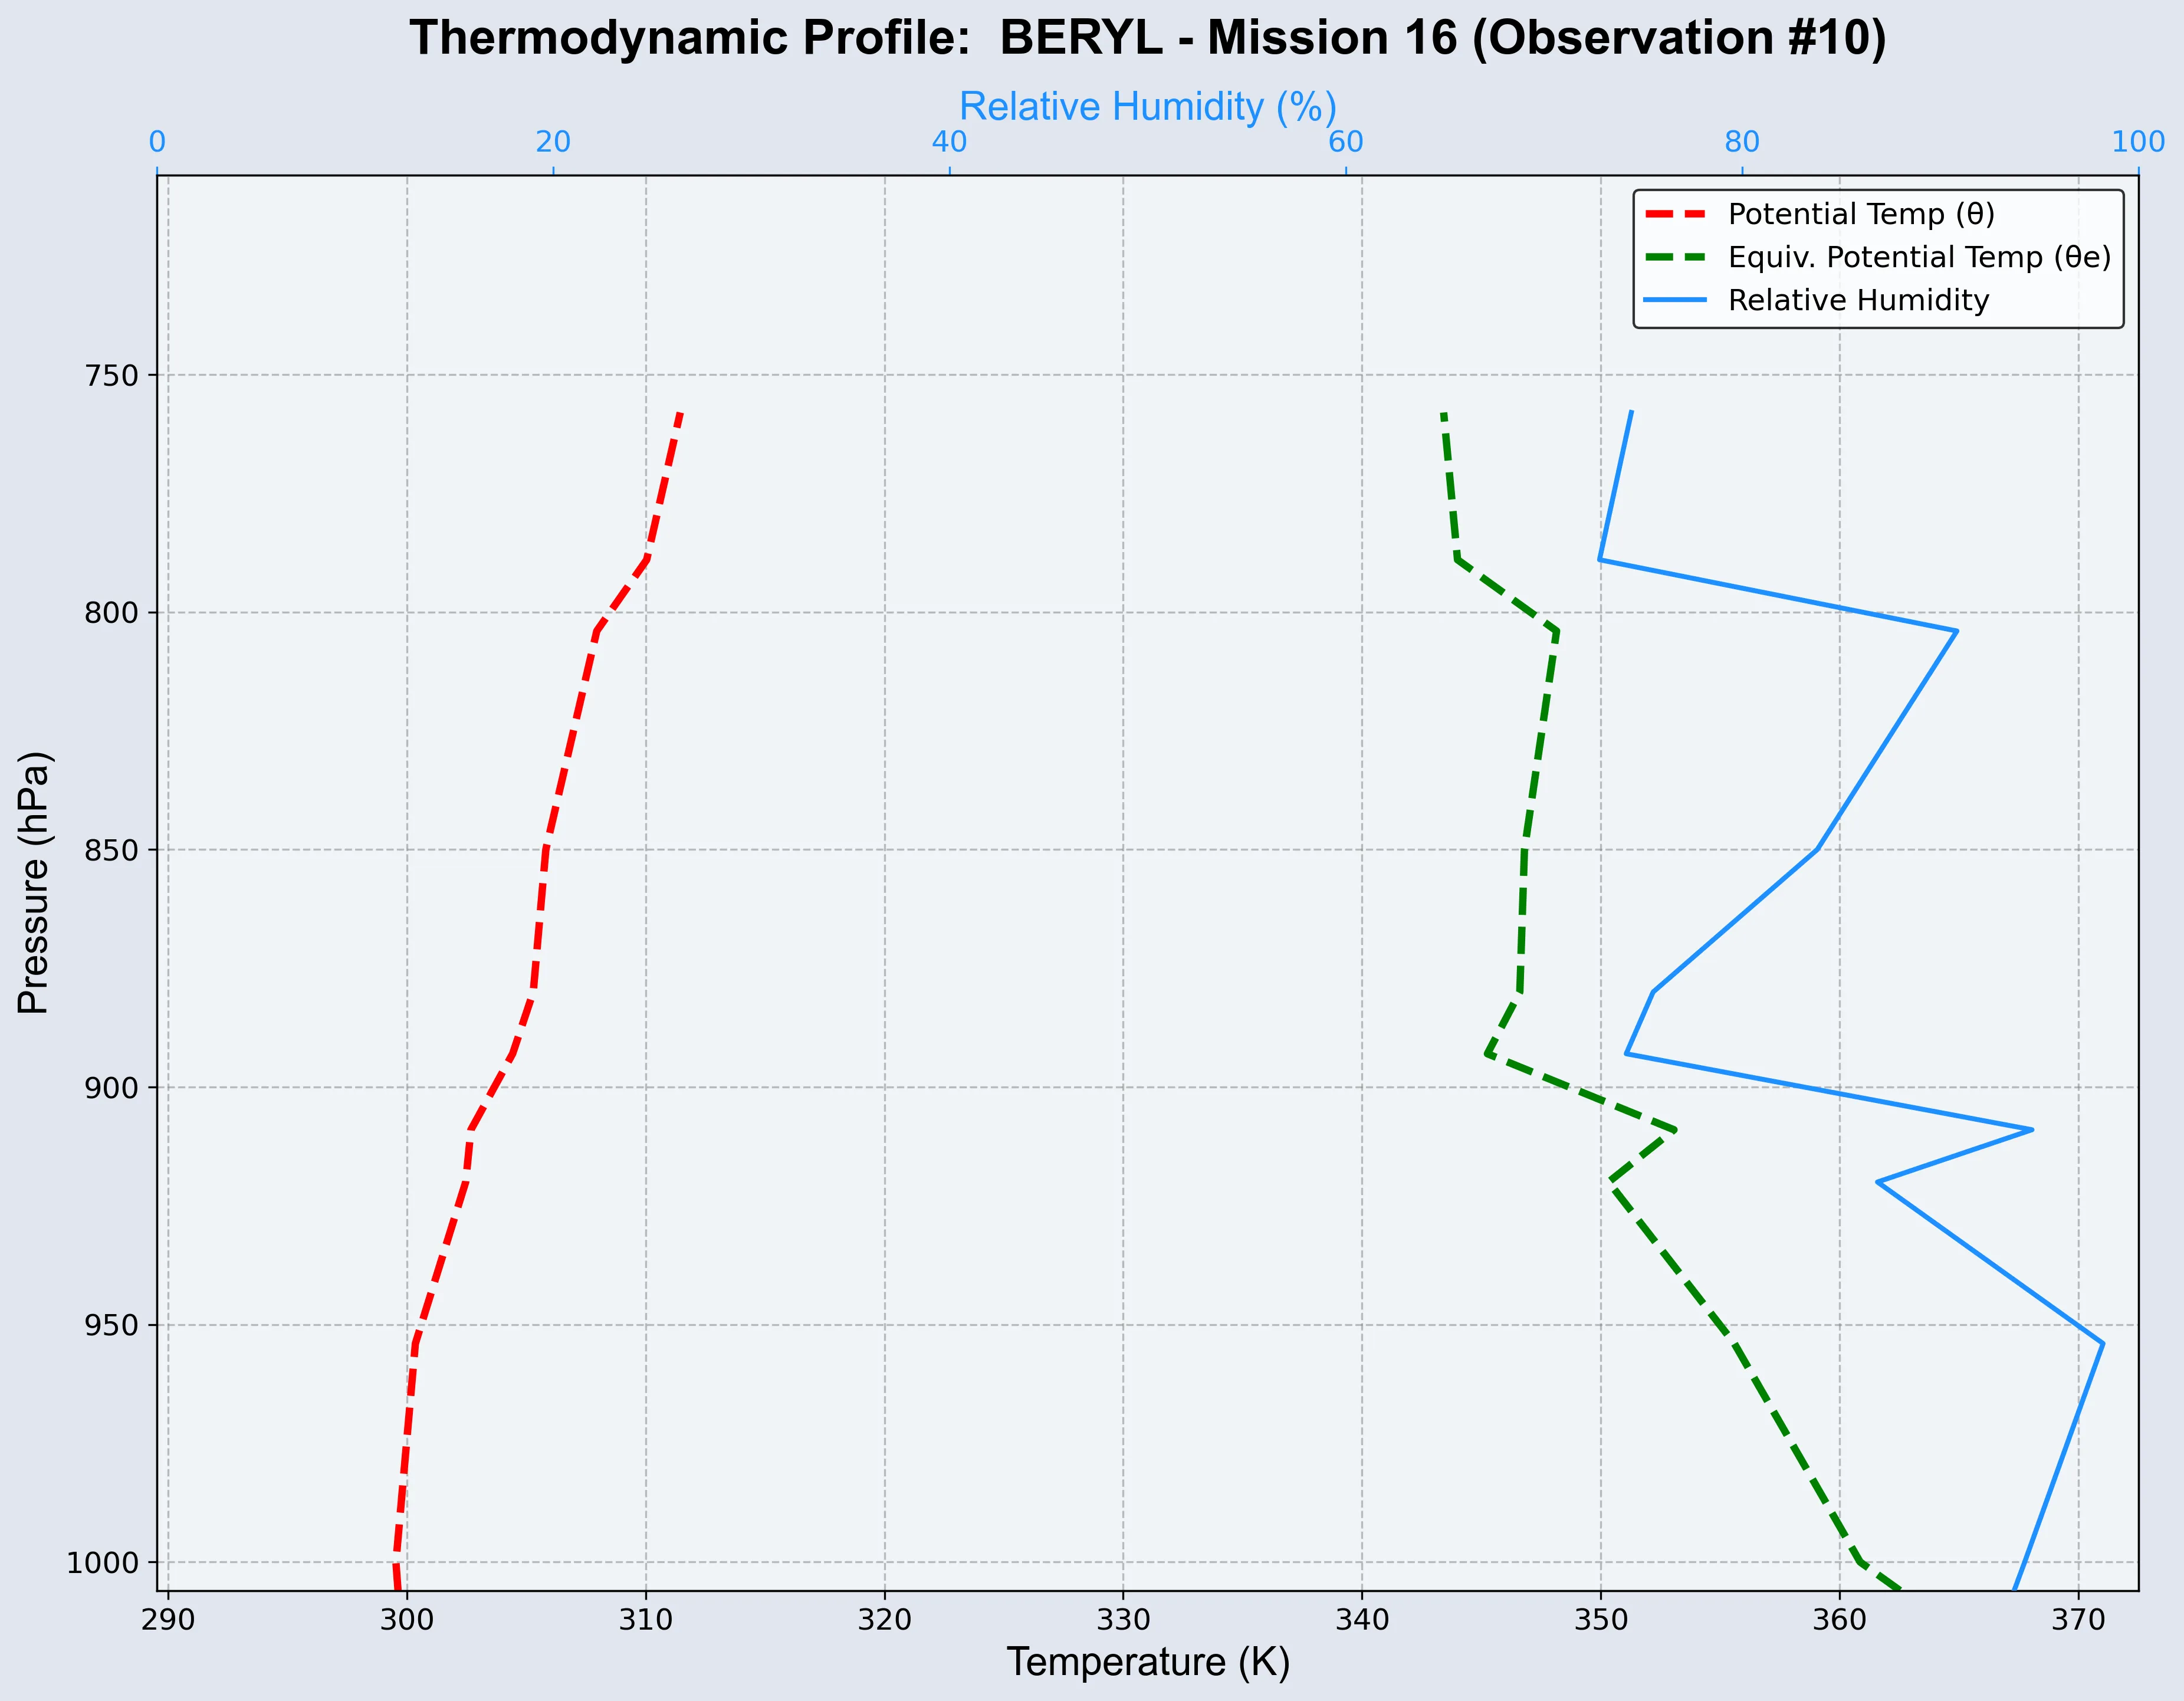 Thermodynamic Profile:  BERYL - Mission 16 (Observation #10)
Relative Humidity (%)
0 20 40 60 80 100
Potential Temp (θ)
Equiv. Potential Temp (θe)
Relative Humidity
750
800
850
900
950
1000
Pressure (hPa)
290 300 310 320 330 340 350 360 370
Temperature (K)